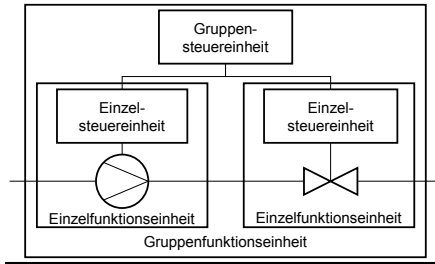 Gruppen-
steuereinheit
Einzel-
steuereinheit
Einzel-
steuereinheit
Einzelfunktionseinheit
Einzelfunktionseinheit
Gruppenfunktionseinheit